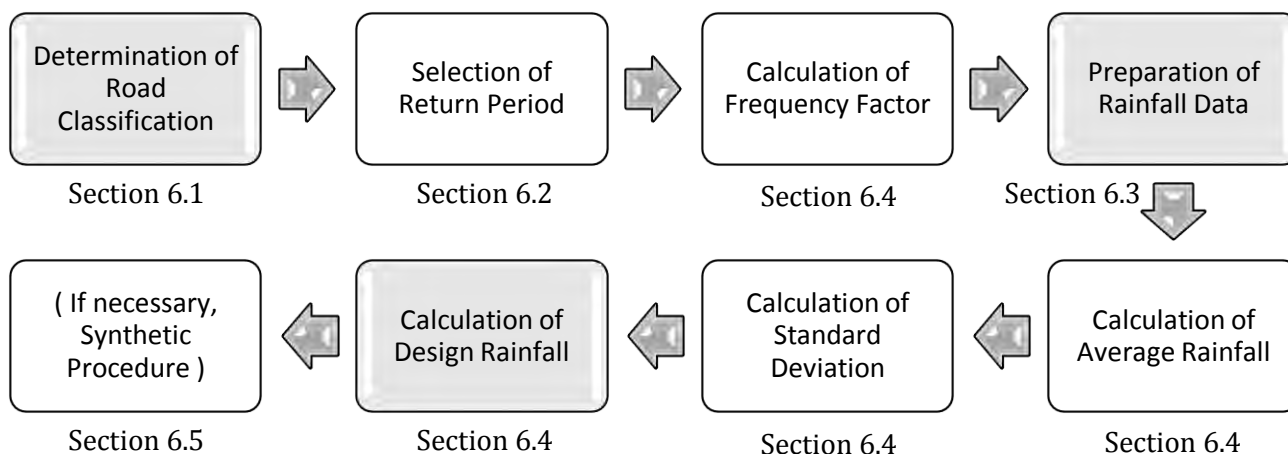 Determination of
Road
Classification
Section 6.1
Selection of
Return Period
Section 6.2
Calculation of
Frequency Factor
Section 6.4
Preparation of
Rainfall Data
Section 6.3
Calculation of
Average Rainfall
Section 6.4
Calculation of
Standard
Deviation
Section 6.4
Calculation of
Design Rainfall
Section 6.4
( If necessary,
Synthetic
Procedure )
Section 6.5